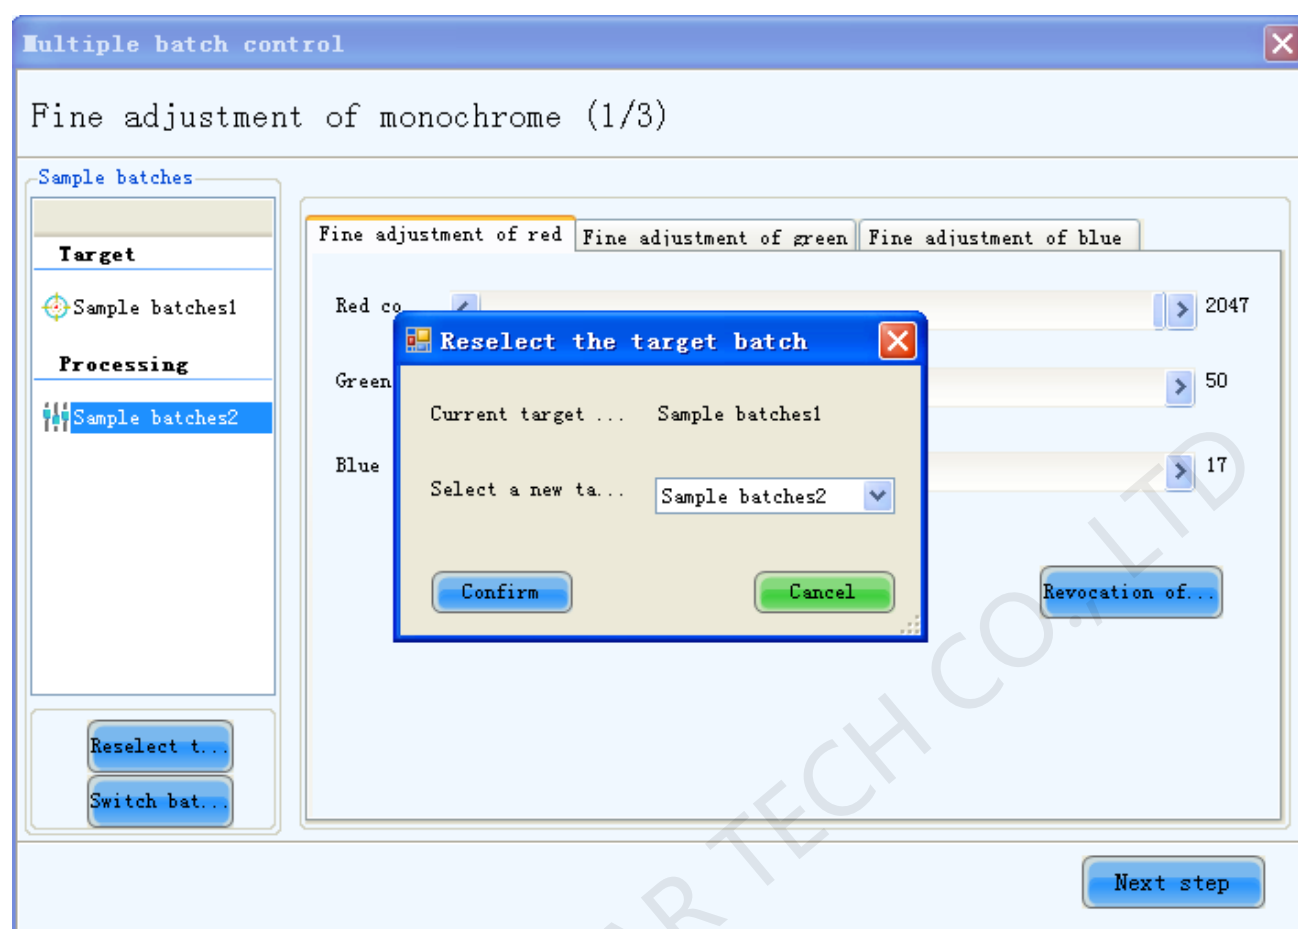 Multiple batch control
Fine adjustment of monochrome (1/3)
Sample batches
Target
Sample batches1
Processing
Sample batches2
Reselect t...
Switch bat...
Fine adjustment of red
Fine adjustment of green
Fine adjustment of blue
Red co
2047
Green
50
Blue
17
Reselect the target batch
Current target ... Sample batches1
Select a new ta... Sample batches2
Confirm
Cancel
Revocation of...
Next step
R TECH CO.,LTD